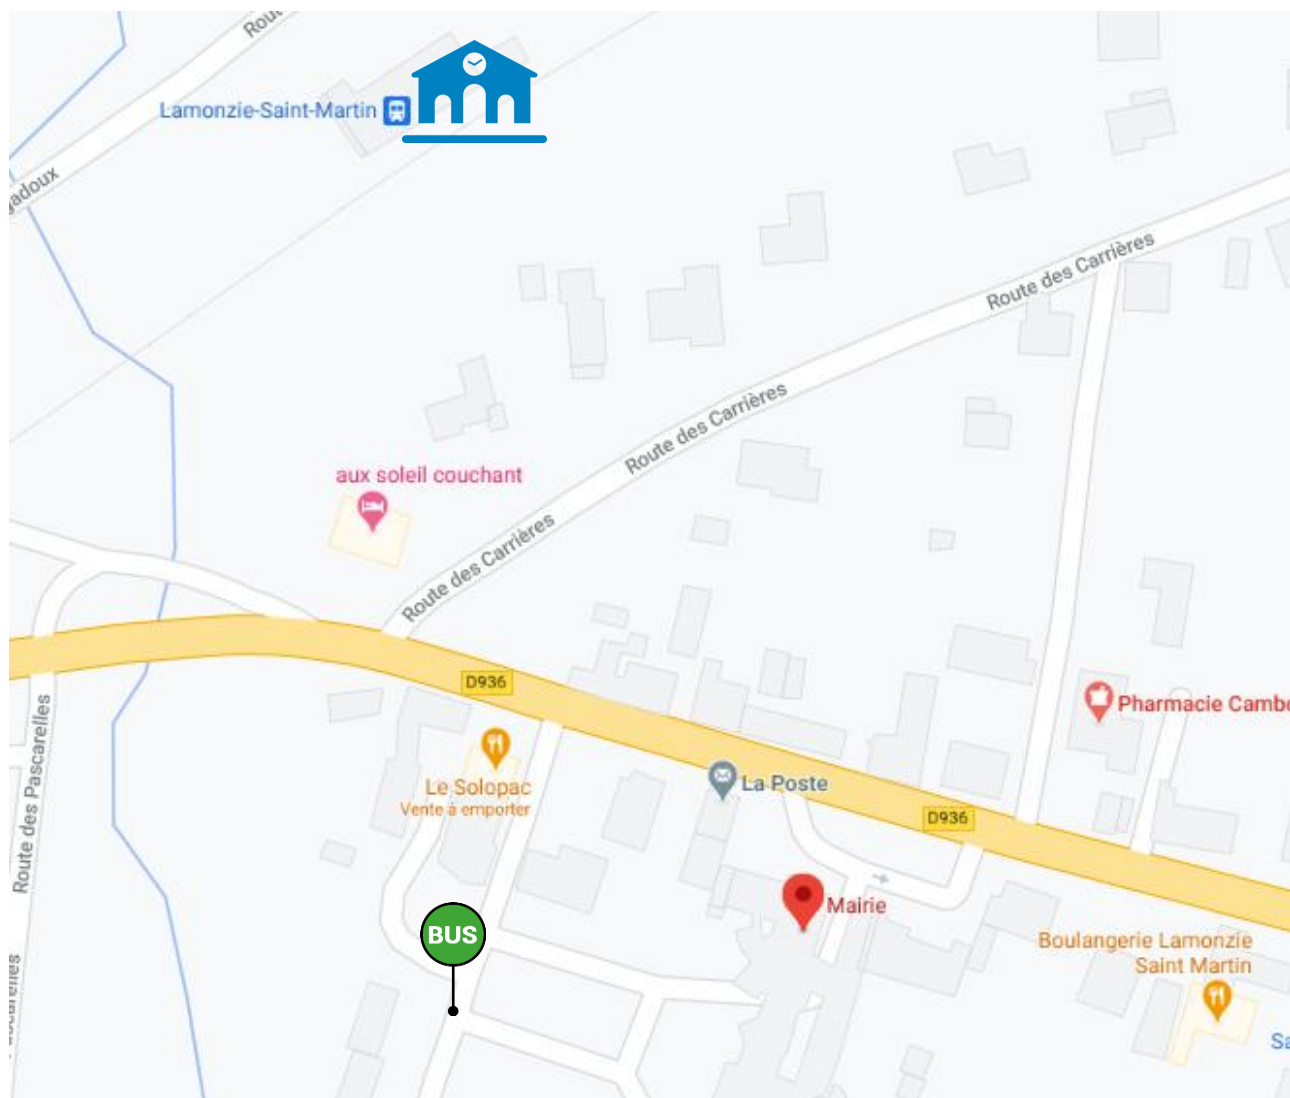 Lamonzie-Saint-Martin
Route des Carrières
aux soleil couchant
Route des Carrières
Route des Carrières
D936
Pharmacie
Le Solopac
Vente à emporter
La Poste
D936
Route des Pascarelles
Mairie
BUS
Boulangerie Lamonzie
Saint Martin